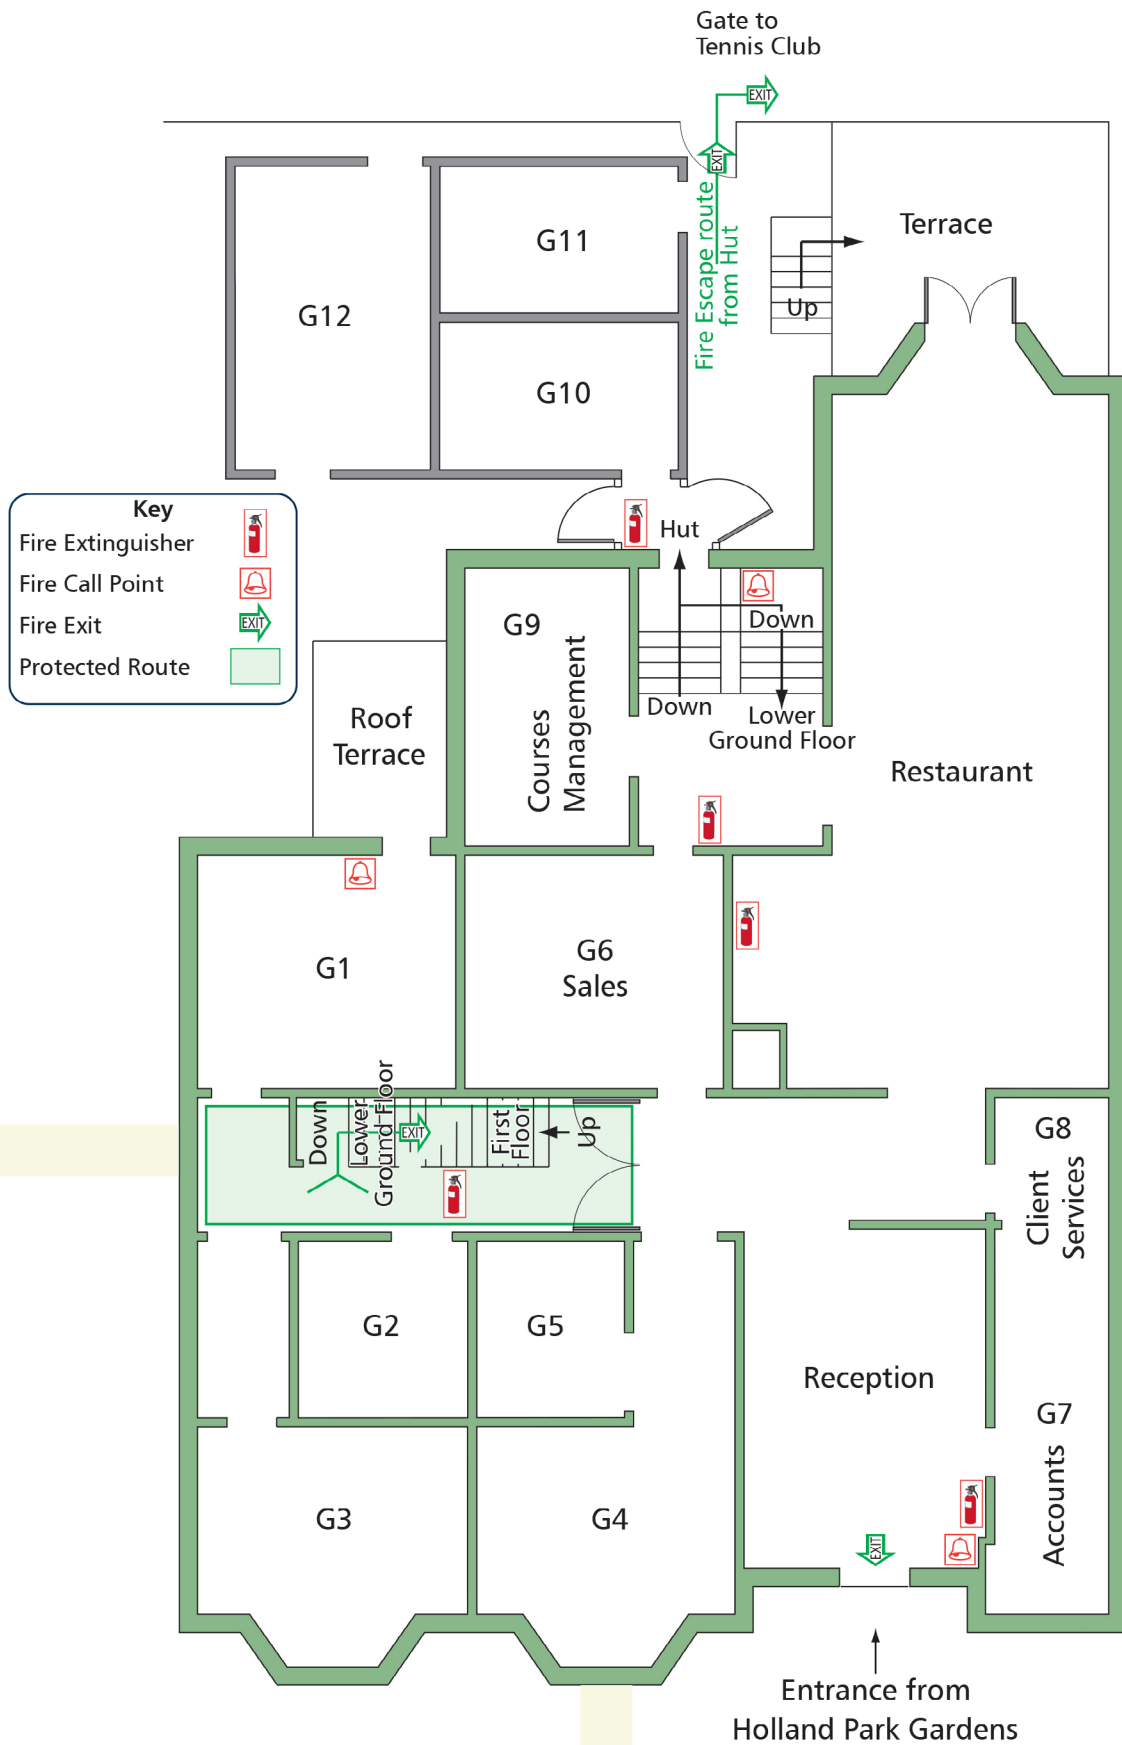 Gate to
Tennis Club
EXIT
EXIT
Fire Escape route
from Hut
Terrace
Up
G11
G12
G10
Key
Fire Extinguisher
Fire Call Point
Fire Exit
EXIT
Protected Route
Hut
Down
Down
Lower
Ground Floor
G9
Courses
Management
Roof
Terrace
Restaurant
G1
G6
Sales
Down
Lower
Ground Floor
EXIT
First
Floor
Up
G8
Client
Services
G2
G5
Reception
G7
Accounts
G3
G4
EXIT
Entrance from
Holland Park Gardens